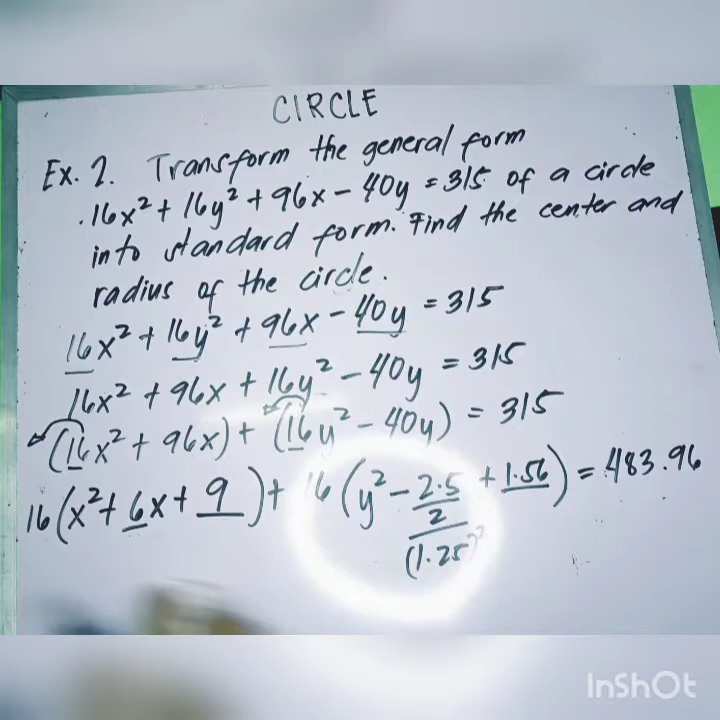 CIRCLE
Ex. 2. Transform the general form
.16x² + 16y² + 96x - 40y = 315 of a circle
into standard form. Find the center and
radius of the circle.
16x² + 16y² + 96x - 40y = 315
16x² + 96x + 16y² - 40y = 315
(16x² + 96x) + (16y² - 40y) = 315
16(x² + 6x + 9) + 16(y² - 2.5 + 1.56) = 483.96
2
(1.25)²
InShOt